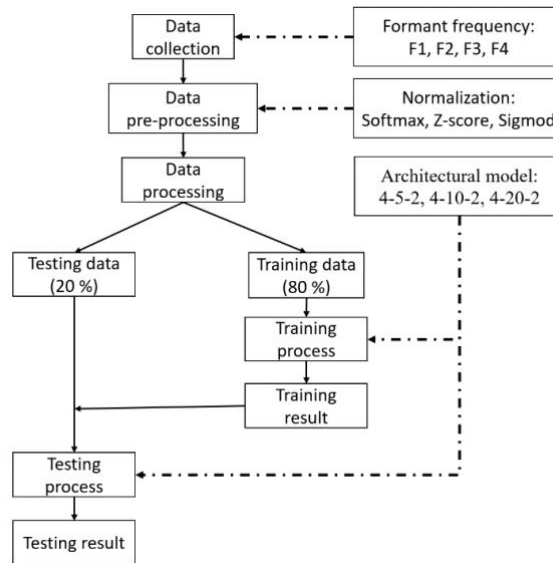 Data
collection
Formant frequency:
F1, F2, F3, F4
Data
pre-processing
Normalization:
Softmax, Z-score, Sigmod
Data
processing
Architectural model:
4-5-2, 4-10-2, 4-20-2
Testing data
(20 %)
Training data
(80 %)
Training
process
Training
result
Testing
process
Testing result